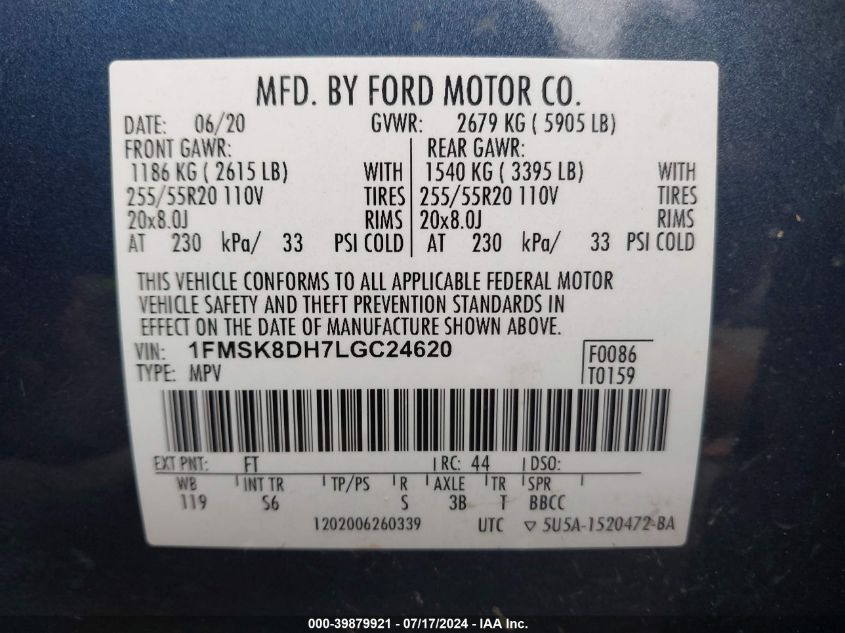 MFD. BY FORD MOTOR CO.
DATE: 06/20 GVWR: 2679 KG ( 5905 LB)
FRONT GAWR: REAR GAWR:
1186 KG ( 2615 LB) WITH 1540 KG ( 3395 LB) WITH
255/55R20 110V TIRES 255/55R20 110V TIRES
20x8.0J RIMS 20x8.0J RIMS
AT 230 kPa/ 33 PSI COLD AT 230 kPa/ 33 PSI COLD
THIS VEHICLE CONFORMS TO ALL APPLICABLE FEDERAL MOTOR
VEHICLE SAFETY AND THEFT PREVENTION STANDARDS IN
EFFECT ON THE DATE OF MANUFACTURE SHOWN ABOVE.
VIN: 1FMSK8DH7LGC24620 F0086
TYPE: MPV T0159
EXT PNT: FT RC: 44 DSO:
WB INT TR TP/PS R AXLE TR SPR
119 S6 S 3B T BBCC
1202006260339 UTC ▽ 5U5A-1520472-BA
000-39879921 / 07/17/2024 - USA - IAA